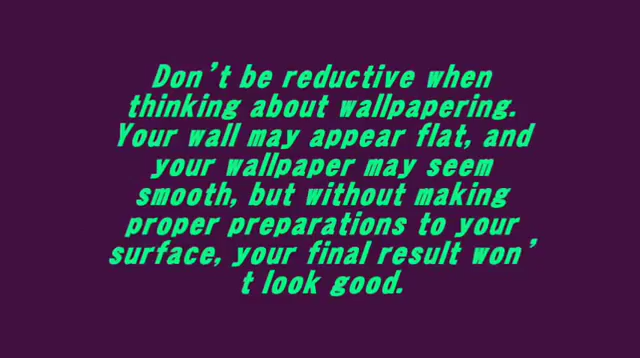 Don't be reductive when
thinking about wallpapering.
Your wall may appear flat, and
your wallpaper may seem
smooth, but without making
proper preparations to your
surface, your final result won'
t look good.